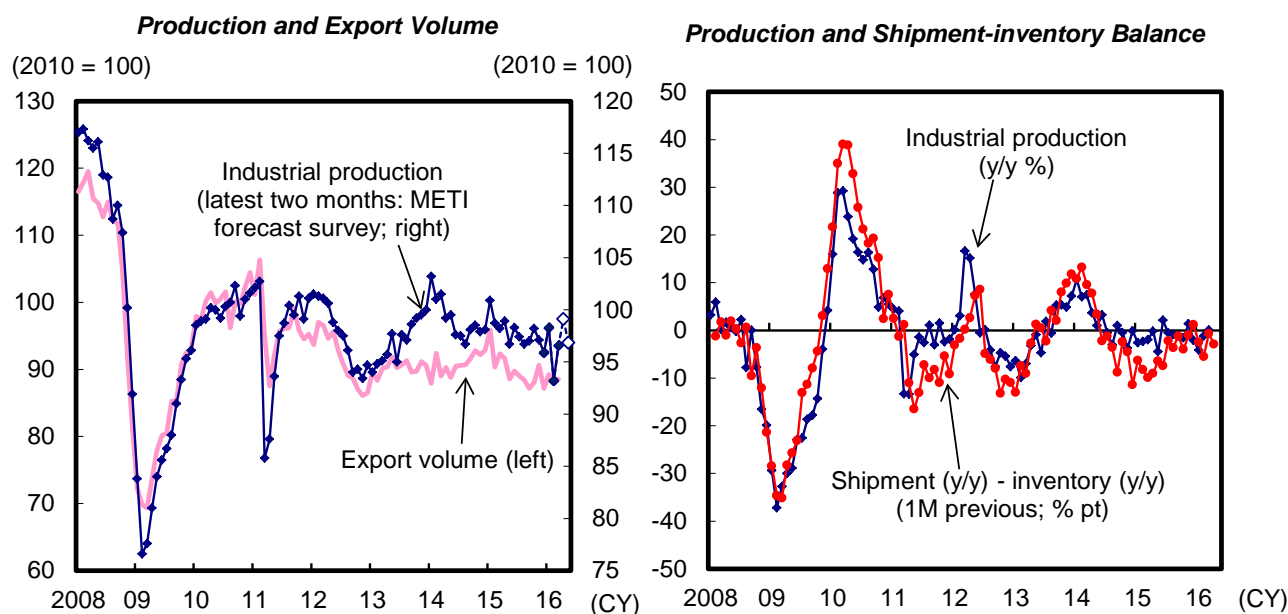 Production and Export Volume
(2010 = 100)
(2010 = 100)
130
120
110
100
90
80
70
60
120
115
110
105
100
95
90
85
80
75
Industrial production
(latest two months: METI
forecast survey; right)
Export volume (left)
2008 09 10 11 12 13 14 15 16 (CY)
Production and Shipment-inventory Balance
50
40
30
20
10
0
-10
-20
-30
-40
-50
Industrial production
(y/y %)
Shipment (y/y) - inventory (y/y)
(1M previous; % pt)
2008 09 10 11 12 13 14 15 16 (CY)